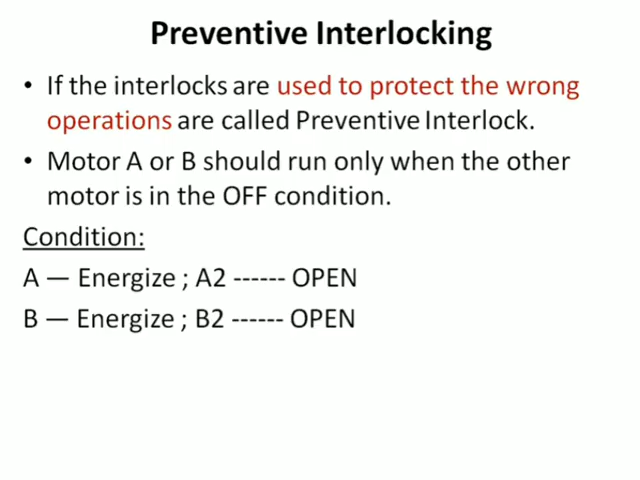 Preventive Interlocking
• If the interlocks are used to protect the wrong
operations are called Preventive Interlock.
• Motor A or B should run only when the other
motor is in the OFF condition.
Condition:
A — Energize ; A2 ------ OPEN
B — Energize ; B2 ------ OPEN